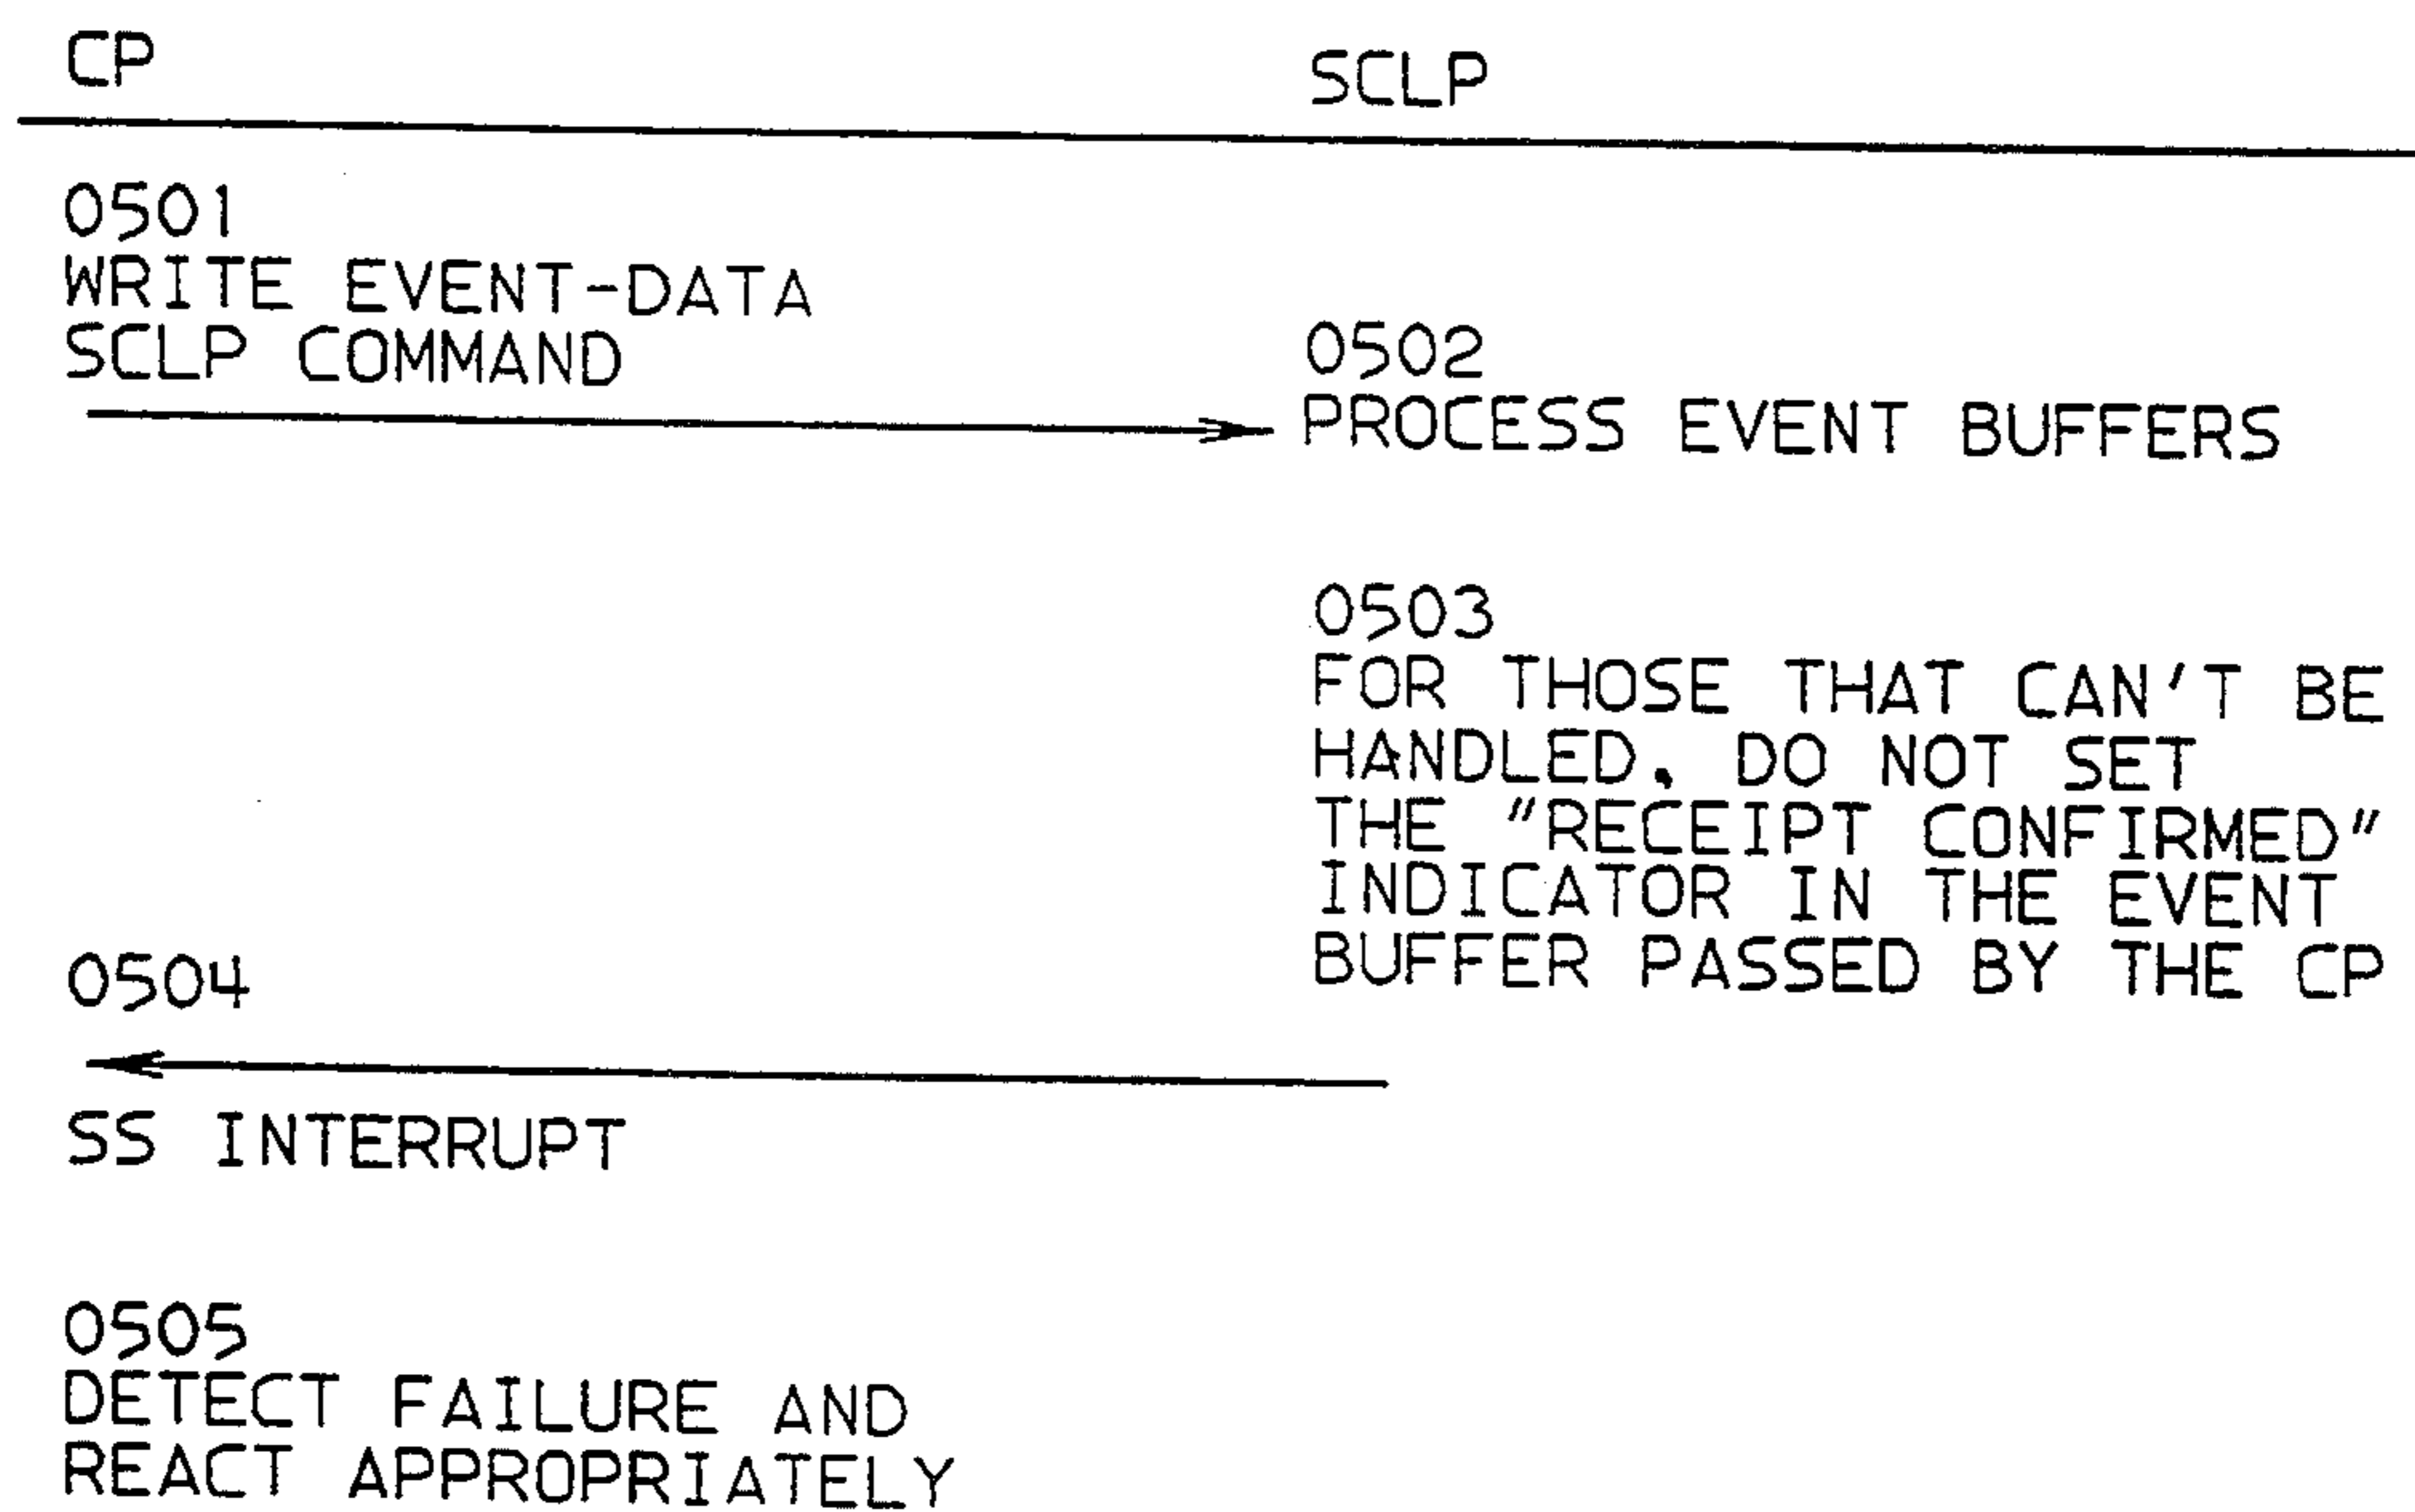 CP
SCLP
0501
WRITE EVENT-DATA
SCLP COMMAND
0502
PROCESS EVENT BUFFERS
0503
FOR THOSE THAT CAN'T BE
HANDLED, DO NOT SET
THE "RECEIPT CONFIRMED"
INDICATOR IN THE EVENT
BUFFER PASSED BY THE CP
0504
SS INTERRUPT
0505
DETECT FAILURE AND
REACT APPROPRIATELY